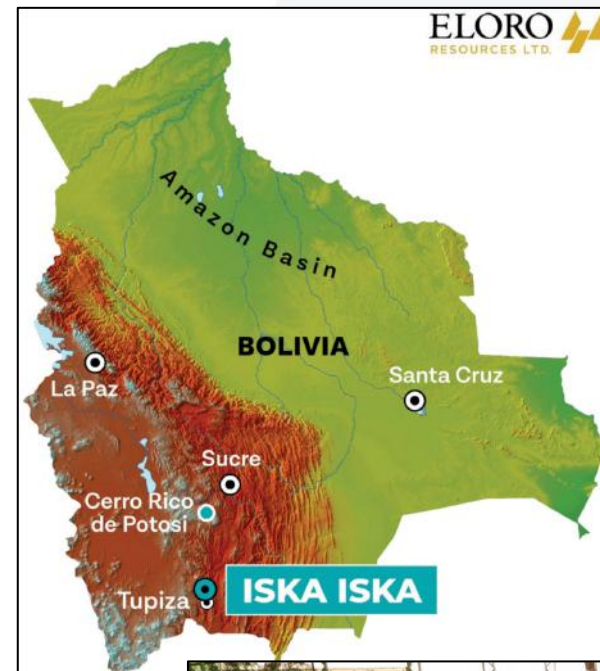 ELORO
RESOURCES LTD.
Amazon Basin
BOLIVIA
La Paz
Santa Cruz
Sucre
Cerro Rico
de Potosi
Tupiza
ISKA ISKA